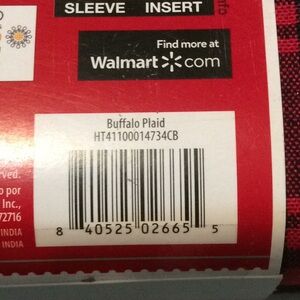 SLEEVE INSERT
Find more at
Walmart com
Buffalo Plaid
HT41100014734CB
rved.
o por
Inc.,
72716
INDIA
INDIA
8 40525 02665 5